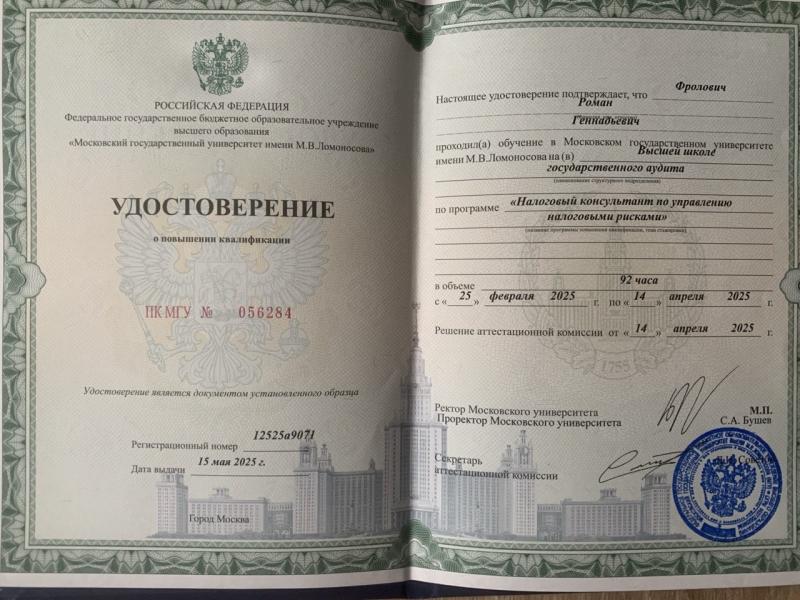 РОССИЙСКАЯ ФЕДЕРАЦИЯ
Федеральное государственное бюджетное образовательное учреждение
высшего образования
«Московский государственный университет имени М.В.Ломоносова»
УДОСТОВЕРЕНИЕ
о повышении квалификации
ПК МГУ № 056284
Удостоверение является документом установленного образца
Регистрационный номер 12525а9071
Дата выдачи 15 мая 2025 г.
Город Москва
Настоящее удостоверение подтверждает, что Фролович
Роман
Геннадьевич
проходил(а) обучение в Московском государственном университете
имени М.В.Ломоносова на (в) Высшей школе
государственного аудита
(наименование структурного подразделения)
по программе «Налоговый консультант по управлению
налоговыми рисками»
в объеме 92 часа
с « 25 » февраля 2025 г. по « 14 » апреля 2025 г.
Решение аттестационной комиссии от « 14 » апреля 2025 г.
1755
Ректор Московского университета М.П.
Проректор Московского университета С.А. Бушев
Секретарь
аттестационной комиссии